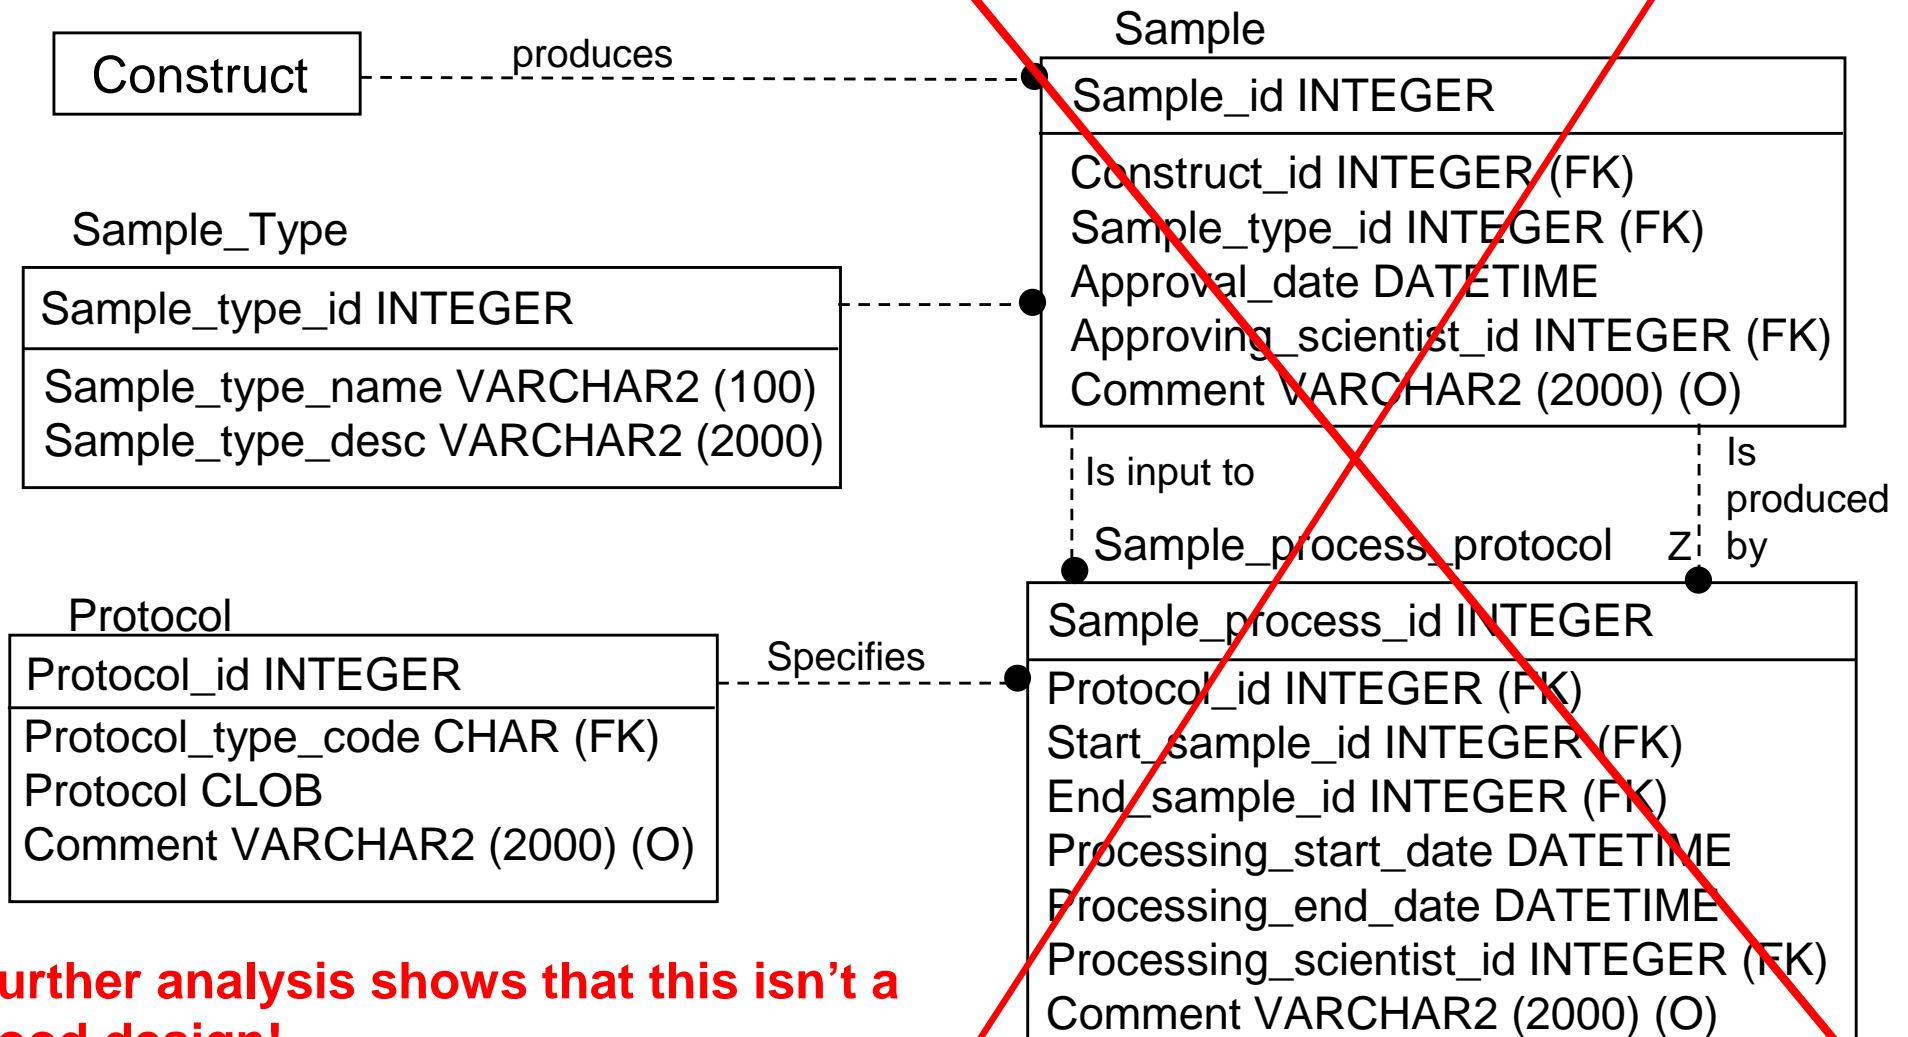 Construct
produces
Sample
Sample_id INTEGER
Construct_id INTEGER (FK)
Sample_type_id INTEGER (FK)
Approval_date DATETIME
Approving_scientist_id INTEGER (FK)
Comment VARCHAR2 (2000) (O)
Sample_Type
Sample_type_id INTEGER
Sample_type_name VARCHAR2 (100)
Sample_type_desc VARCHAR2 (2000)
Is input to
Is
produced
by
Z
Sample_process_protocol
Protocol
Protocol_id INTEGER
Protocol_type_code CHAR (FK)
Protocol CLOB
Comment VARCHAR2 (2000) (O)
Specifies
Sample_process_id INTEGER
Protocol_id INTEGER (FK)
Start_sample_id INTEGER (FK)
End_sample_id INTEGER (FK)
Processing_start_date DATETIME
Processing_end_date DATETIME
Processing_scientist_id INTEGER (FK)
Comment VARCHAR2 (2000) (O)
urther analysis shows that this isn’t a
ood design!